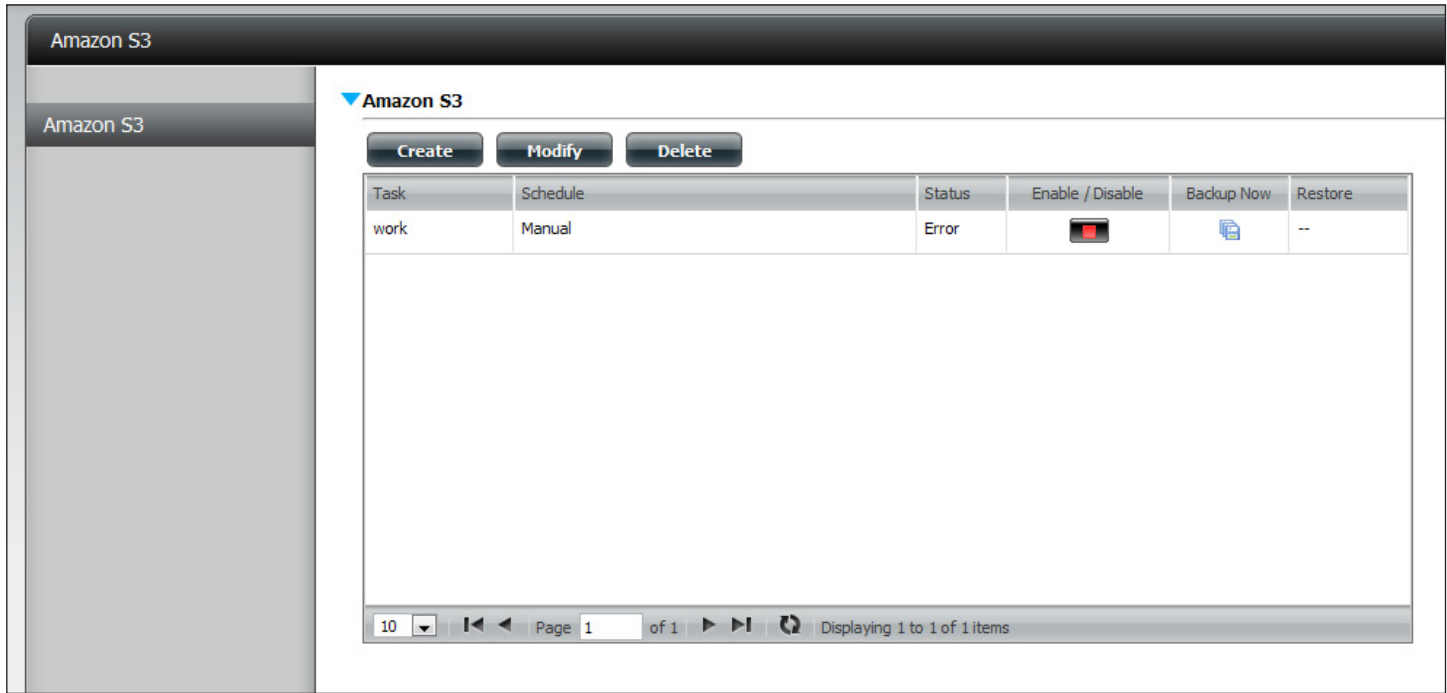 Amazon S3
Amazon S3
Amazon S3
Create Modify Delete
Task Schedule Status Enable / Disable Backup Now Restore
work Manual Error --
10 Page 1 of 1 Displaying 1 to 1 of 1 items